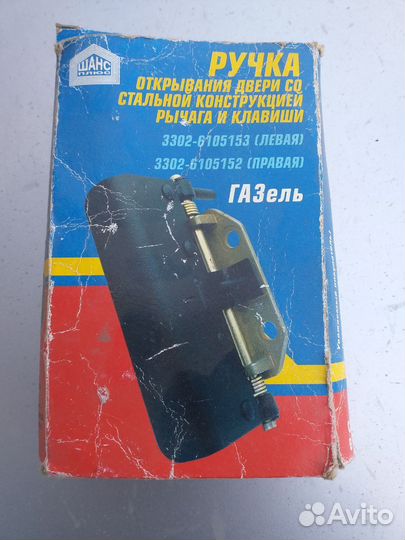 ШАНС
ПЛЮС
РУЧКА
ОТКРЫВАНИЯ ДВЕРИ СО
СТАЛЬНОЙ КОНСТРУКЦИЕЙ
РЫЧАГА И КЛАВИШИ
3302-6105153 (ЛЕВАЯ)
3302-6105152 (ПРАВАЯ)
ГАЗель
Avito